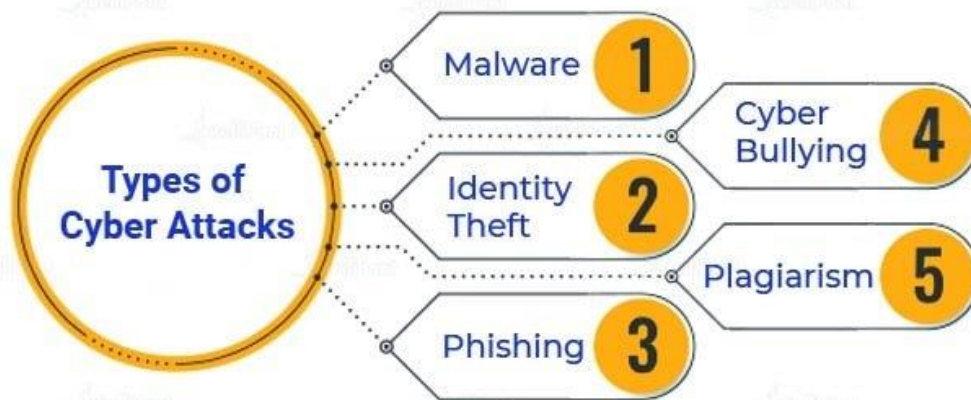 Types of
Cyber Attacks
Malware
1
Identity
Theft
2
Phishing
3
Cyber
Bullying
4
Plagiarism
5